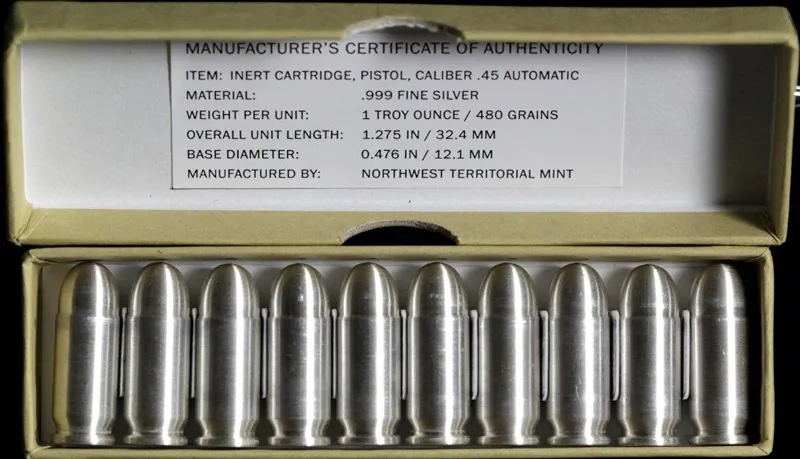 MANUFACTURER'S CERTIFICATE OF AUTHENTICITY
ITEM: INERT CARTRIDGE, PISTOL, CALIBER .45 AUTOMATIC
MATERIAL: .999 FINE SILVER
WEIGHT PER UNIT: 1 TROY OUNCE / 480 GRAINS
OVERALL UNIT LENGTH: 1.275 IN / 32.4 MM
BASE DIAMETER: 0.476 IN / 12.1 MM
MANUFACTURED BY: NORTHWEST TERRITORIAL MINT